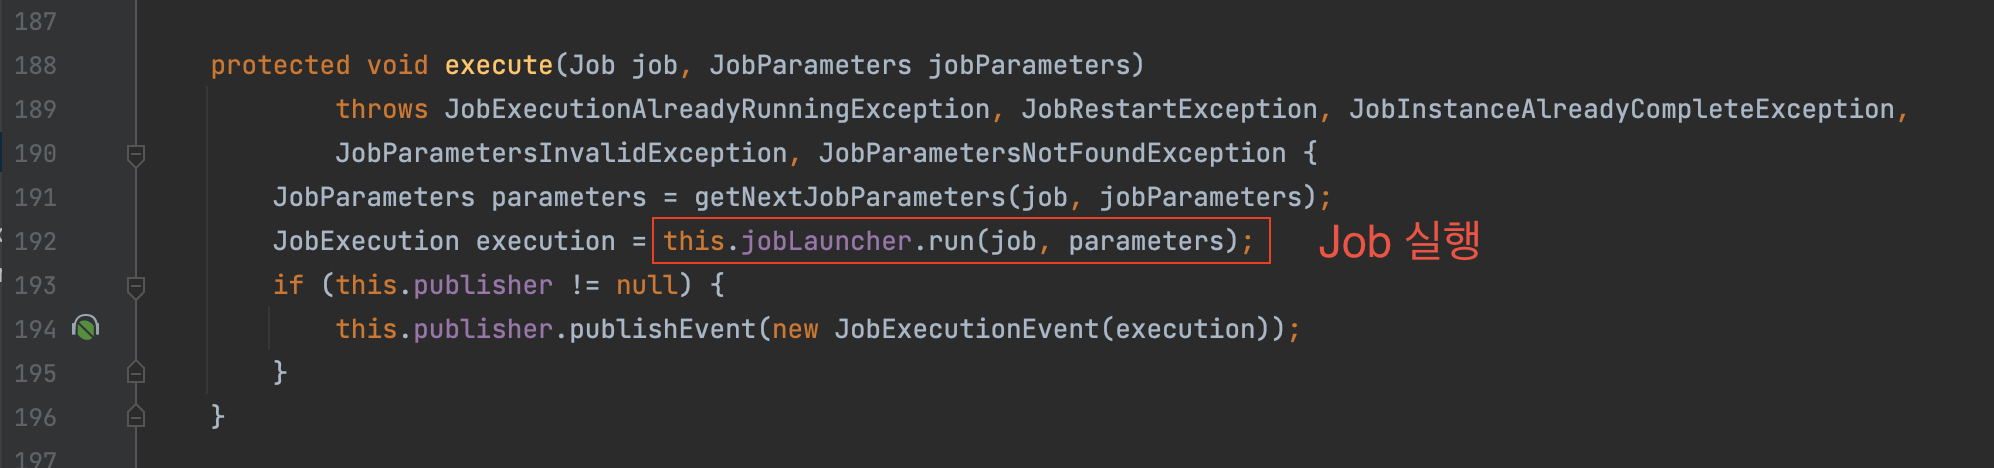 187
188 protected void execute(Job job, JobParameters jobParameters)
189 throws JobExecutionAlreadyRunningException, JobRestartException, JobInstanceAlreadyCompleteException,
190 JobParametersInvalidException, JobParametersNotFoundException {
191 JobParameters parameters = getNextJobParameters(job, jobParameters);
192 JobExecution execution = this.jobLauncher.run(job, parameters); Job 실행
193 if (this.publisher != null) {
194 this.publisher.publishEvent(new JobExecutionEvent(execution));
195 }
196 }
197